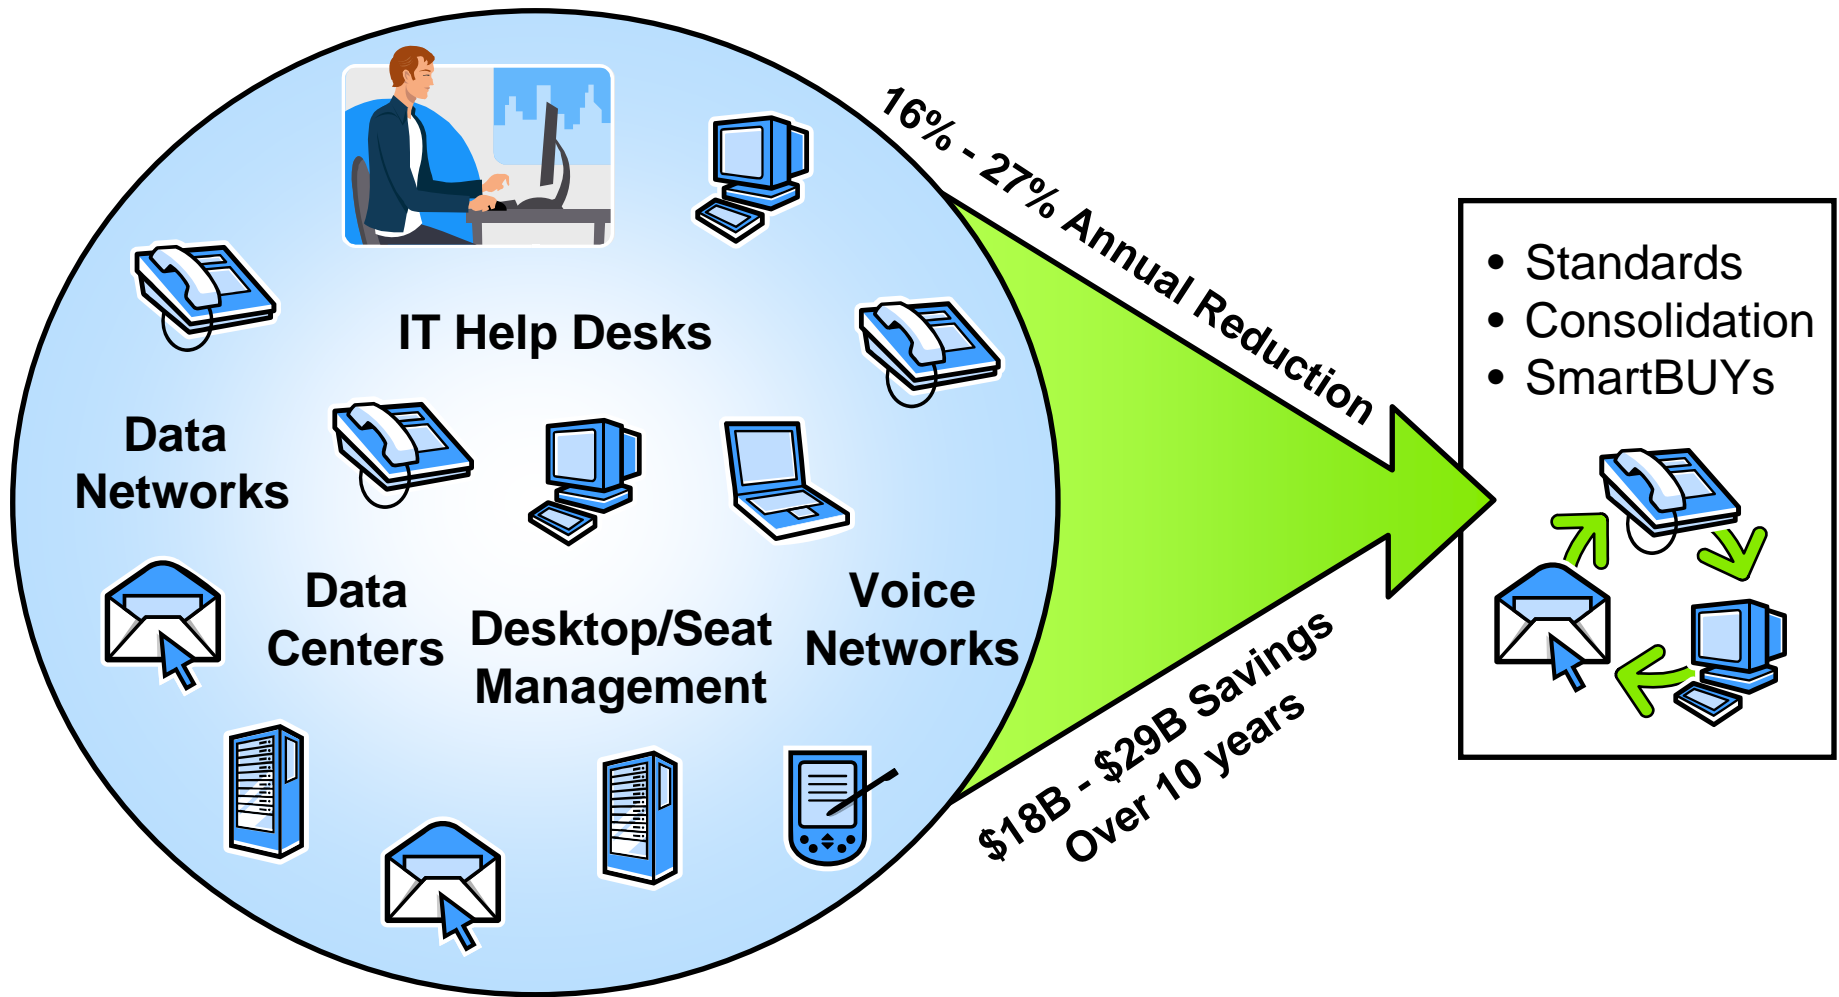 IT Help Desks
Data
Networks
Data
Centers
Desktop/Seat
Management
Voice
Networks
16% - 27% Annual Reduction
$18B - $29B Savings
Over 10 years
• Standards
• Consolidation
• SmartBUYs